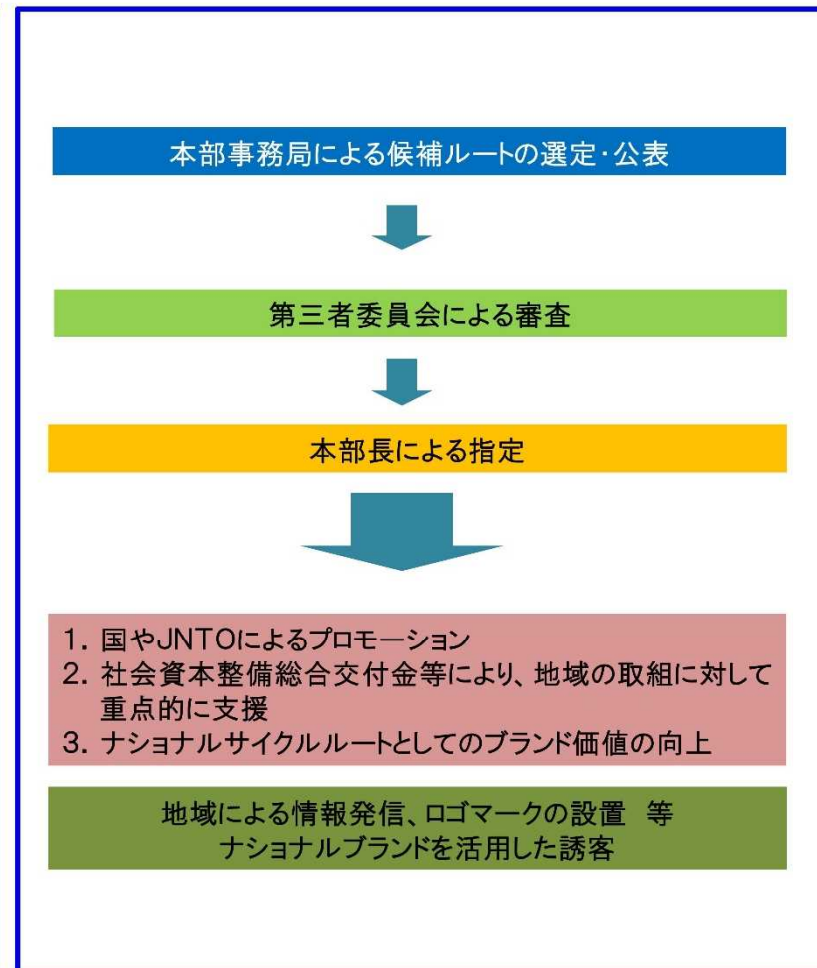 本部事務局による候補ルートの選定・公表
第三者委員会による審査
本部長による指定
1. 国やJNTOによるプロモーション
2. 社会資本整備総合交付金等により、地域の取組に対して
重点的に支援
3. ナショナルサイクルルートとしてのブランド価値の向上
地域による情報発信、ロゴマークの設置　等
ナショナルブランドを活用した誘客